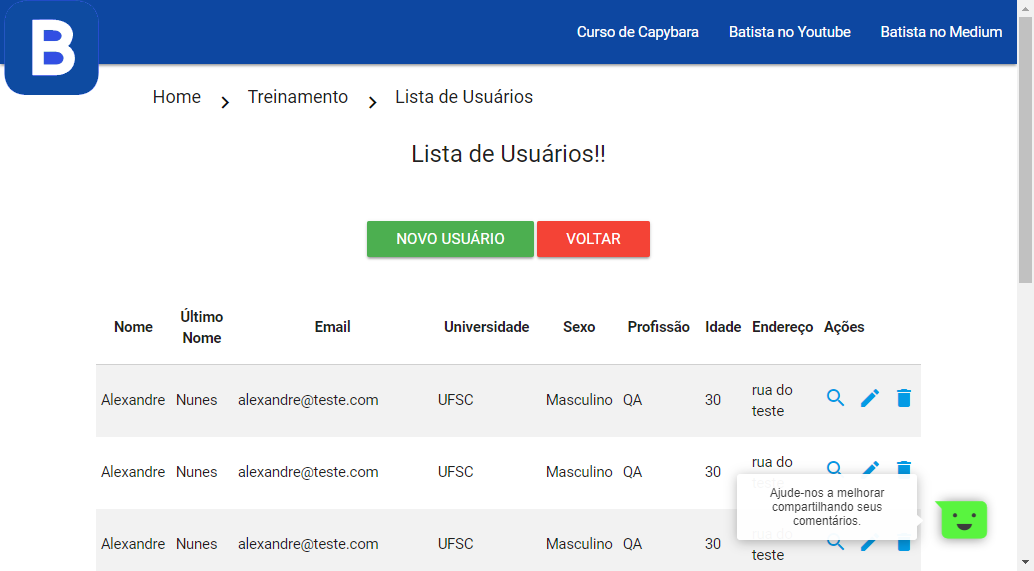 B
Curso de Capybara Batista no Youtube Batista no Medium
Home Treinamento Lista de Usuários
Lista de Usuários!!
NOVO USUÁRIO VOLTAR
Nome Último Nome Email Universidade Sexo Profissão Idade Endereço Ações
Alexandre Nunes alexandre@teste.com UFSC Masculino QA 30 rua do teste
Alexandre Nunes alexandre@teste.com UFSC Masculino QA 30 rua do
Ajude-nos a melhorar
compartilhando seus
comentários.
Alexandre Nunes alexandre@teste.com UFSC Masculino QA 30 teste